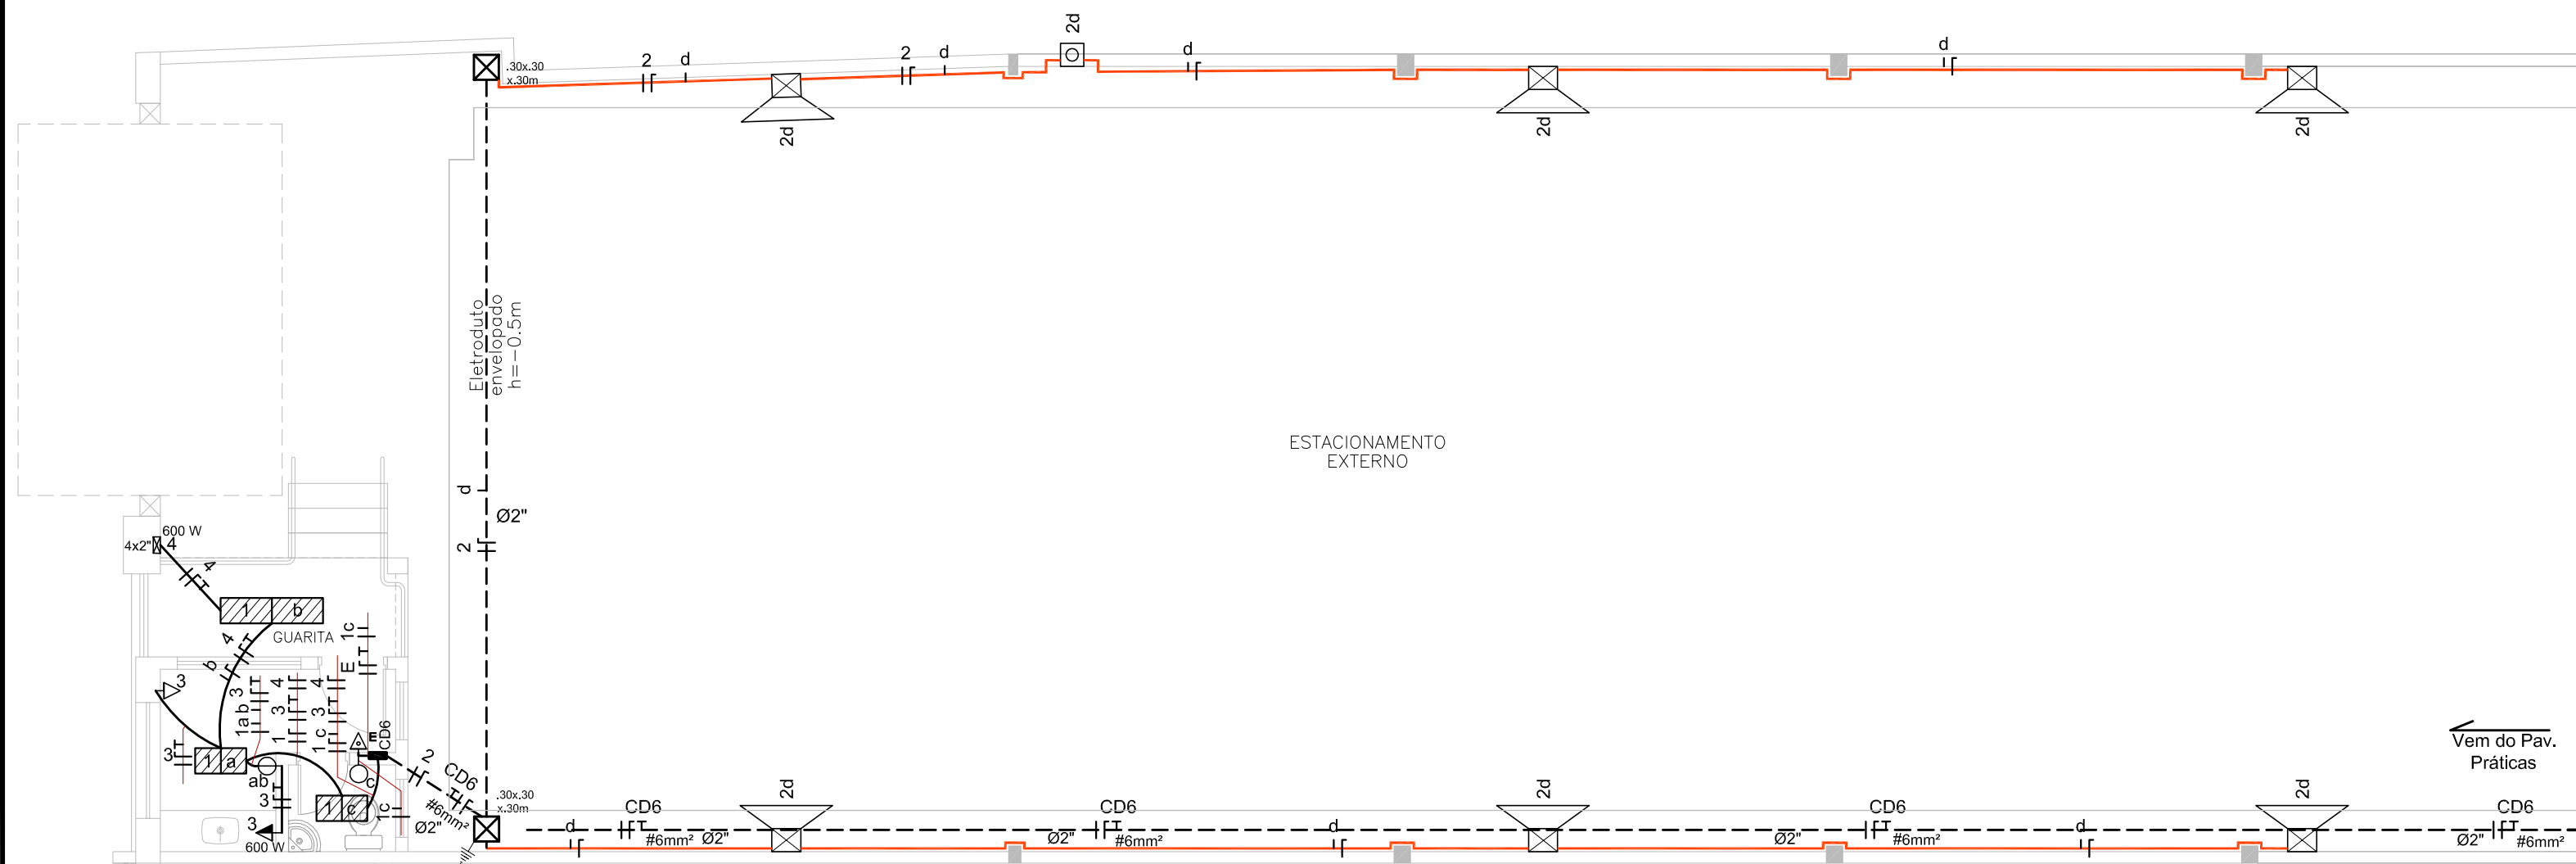 2d
2
d
2
d
d
d
.30x.30
x.30m
2d
2d
2d
Eletroduto
envelopado
h=-0.5m
ESTACIONAMENTO
EXTERNO
d
Ø2"
2
600 W
4x2"
4
4
1
b
GUARITA
4
b
1c
E
3
3
1ab
4
3
1
4
3
1c
E
CD6
3
1
a
ab
c
2
CD6
#6mm²
Ø2"
3
1
c
1c
3
600 W
.30x.30
x.30m
Vem do Pav.
Práticas
2d
2d
2d
CD6
CD6
CD6
CD6
d
#6mm²
Ø2"
Ø2"
#6mm²
d
Ø2"
#6mm²
d
Ø2"
#6mm²